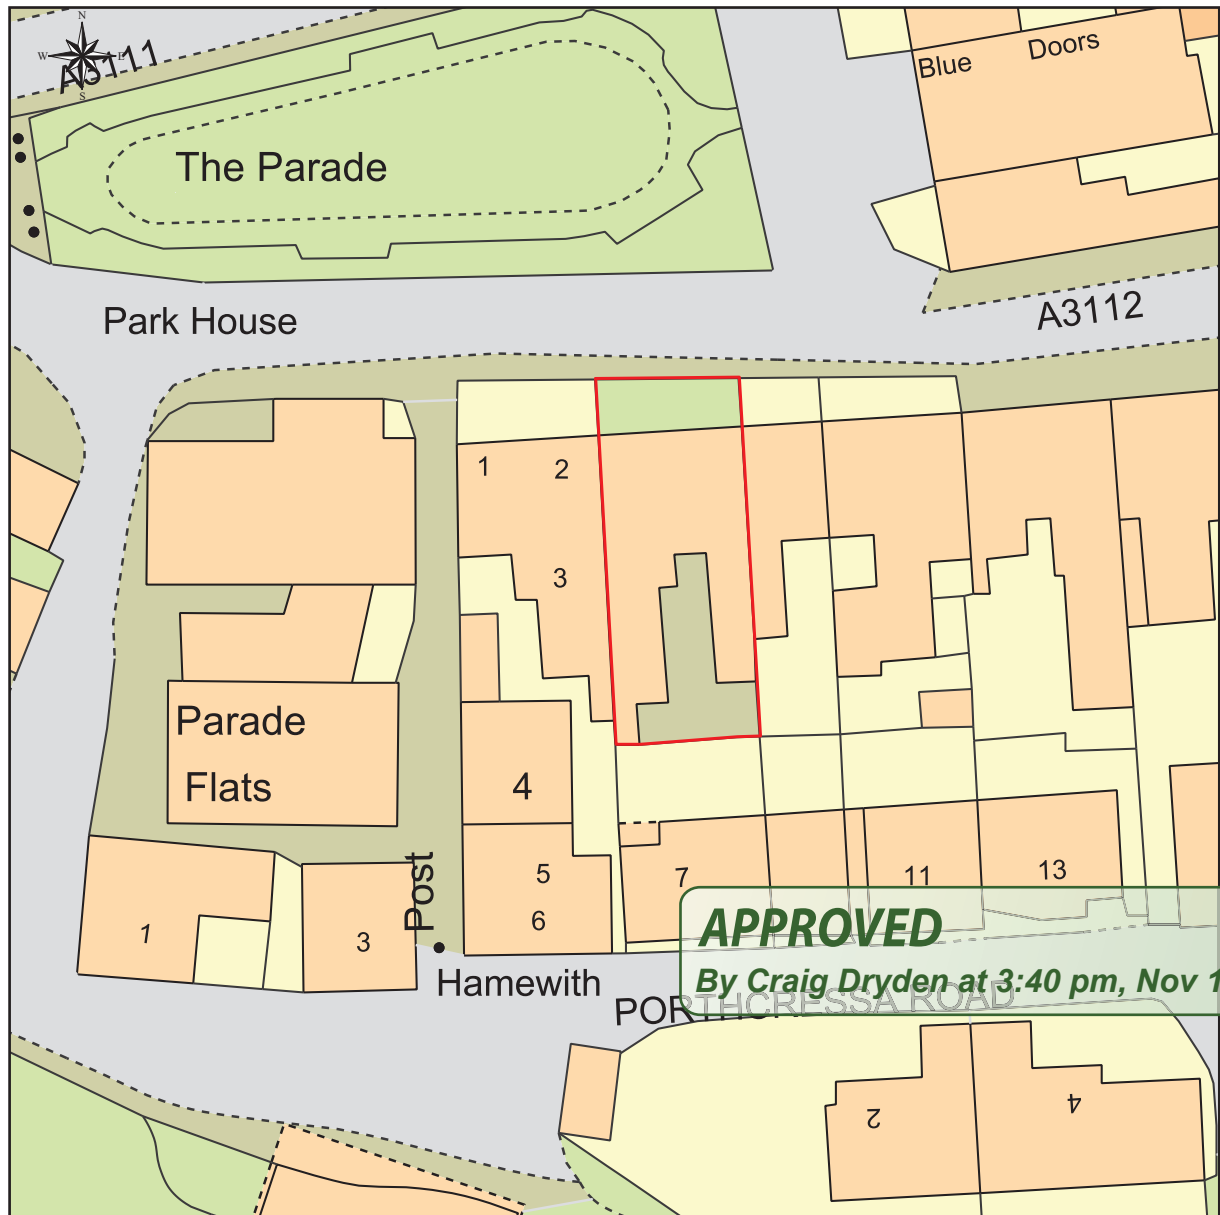 N
W E
S
A3111
Blue Doors
The Parade
Park House
A3112
1 2
3
Parade
Flats
4
Post
5
6
7
11
13
1
3
APPROVED
By Craig Dryden at 3:40 pm, Nov 1
Hamewith
PORTHCRESSA ROAD
2
4